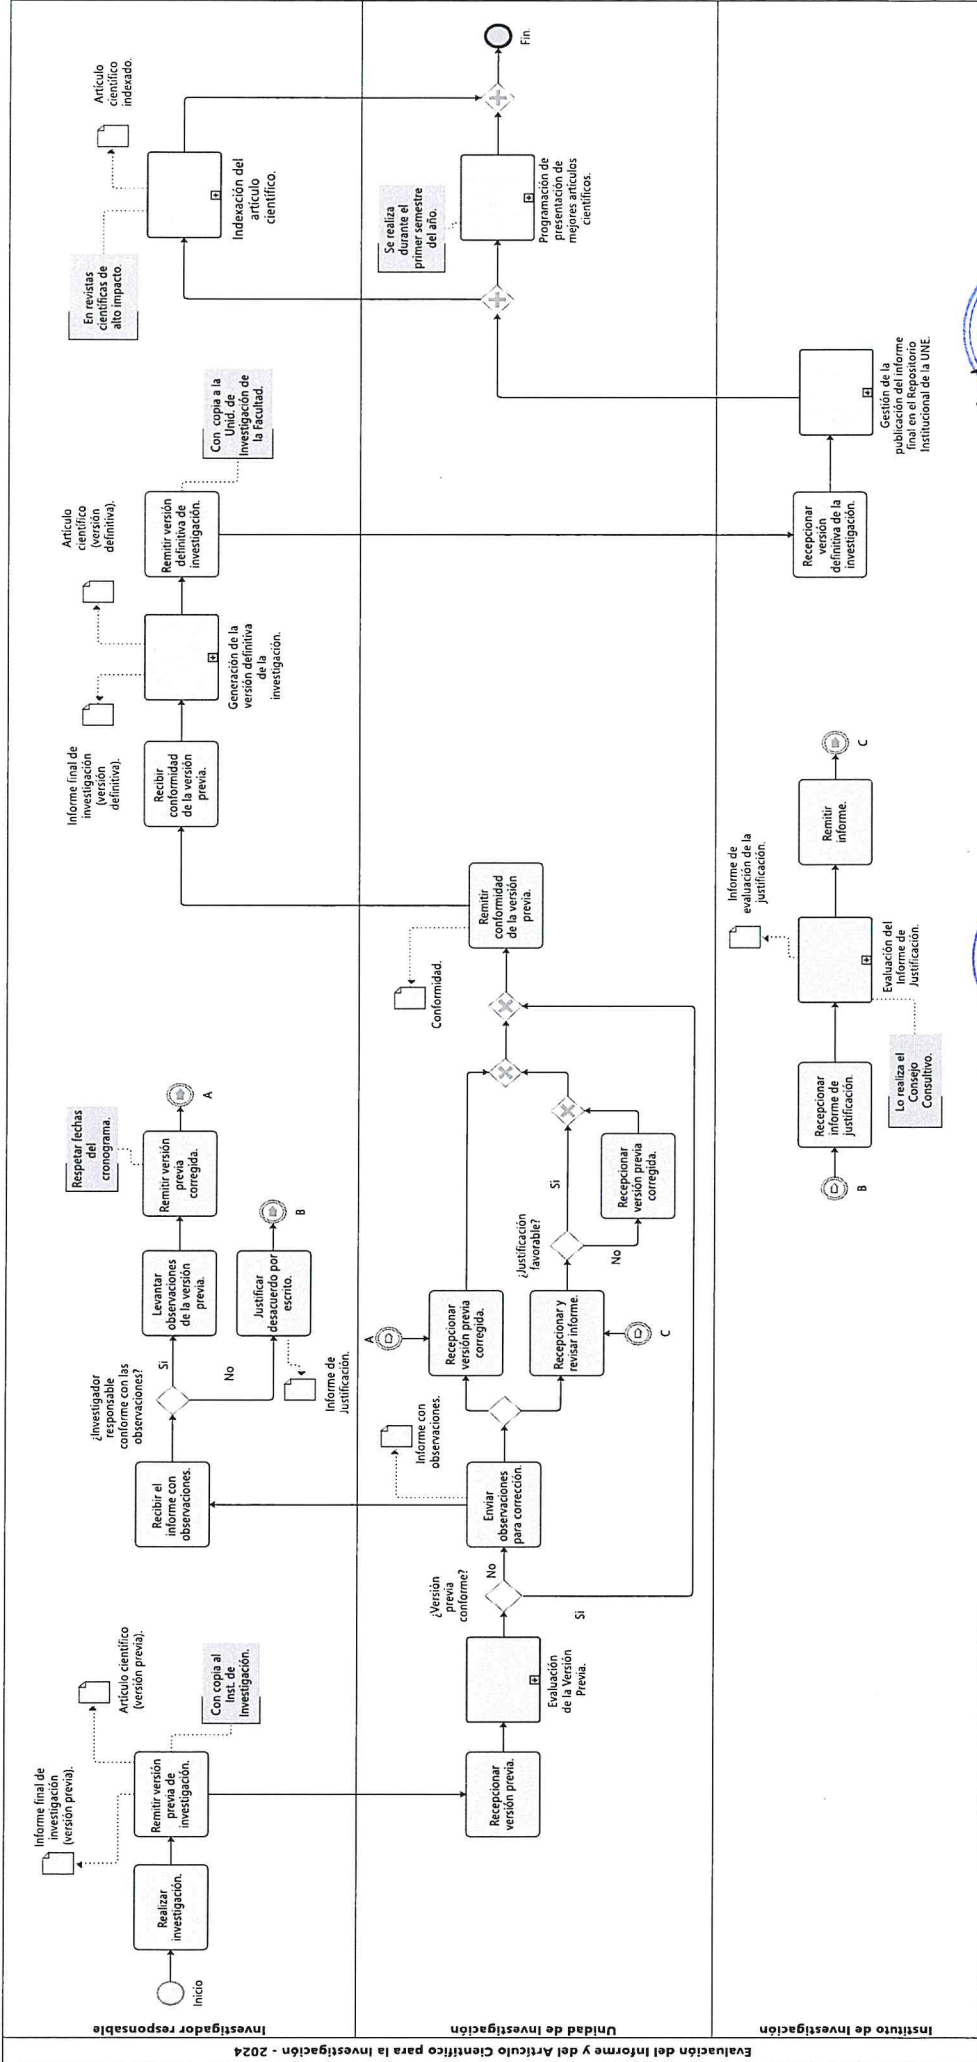 Evaluación del Informe y del Artículo Científico para la Investigación - 2024
Investigador responsable
Inicio
Realizar
investigación.
Informe final de
investigación
(versión previa).
Remitir versión
previa de
investigación.
Artículo científico
(versión previa).
Con copia al
Inst. de
Investigación.
Recibir el
informe con
observaciones.
¿Investigador
responsable
conforme con las
observaciones?
Si
No
Levantar
observaciones
de la versión
previa.
Justificar
desacuerdo por
escrito.
Informe de
Justificación.
B
Respetar fechas
del
cronograma.
Remitir versión
previa
corregida.
A
Recibir
conformidad
de la versión
previa.
Informe final de
investigación
(versión
definitiva).
Generación de la
versión definitiva
de la
investigación.
Artículo
científico
(versión
definitiva).
Remitir versión
definitiva de
investigación.
Con copia a la
Unid. de
Investigación de
la Facultad.
En revistas
científicas de
alto impacto.
Indexación del
artículo
científico.
Artículo
científico
indexado.
Unidad de Investigación
Recepcionar
versión previa.
Evaluación
de la Versión
Previa.
¿Versión
previa
conforme?
No
Si
Enviar
observaciones
para corrección.
Informe con
observaciones.
A
Recepcionar
versión previa
corregida.
Recepcionar y
revisar informe.
C
¿Justificación
favorable?
Si
No
Recepcionar
versión previa
corregida.
Conformidad.
Remitir
conformidad
de la versión
previa.
Se realiza
durante el
primer semestre
del año.
Programación de
presentación de
mejores artículos
científicos.
Fin.
Instituto de Investigación
B
Recepcionar
informe de
justificación.
Lo realiza el
Consejo
Consultivo.
Evaluación del
Informe de
Justificación.
Informe de
evaluación de la
justificación.
Remitir
informe.
C
Recepcionar
versión
definitiva de la
investigación.
Gestión de la
publicación del informe
final en el Repositorio
Institucional de la UNE.